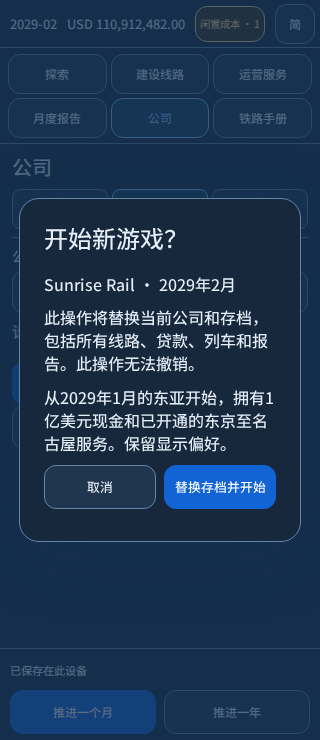 2029-02 USD 110,912,482.00 闲置成本 · 1 简
探索 建设线路 运营服务
月度报告 公司 铁路手册
公司
开始新游戏?
Sunrise Rail · 2029年2月
此操作将替换当前公司和存档，
包括所有线路、贷款、列车和报
告。此操作无法撤销。
从2029年1月的东亚开始，拥有1
亿美元现金和已开通的东京至名
古屋服务。保留显示偏好。
取消 替换存档并开始
已保存在此设备
推进一个月 推进一年